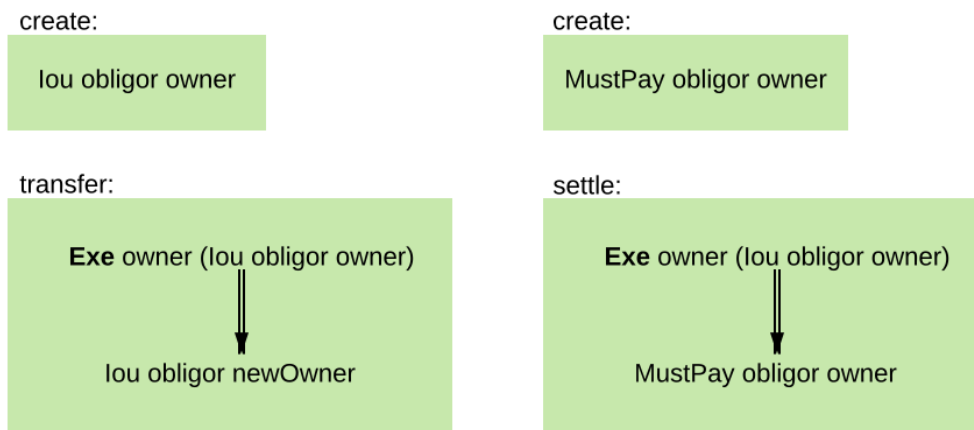 create:
Iou obligor owner
create:
MustPay obligor owner
transfer:
Exe owner (Iou obligor owner)
Iou obligor newOwner
settle:
Exe owner (Iou obligor owner)
MustPay obligor owner